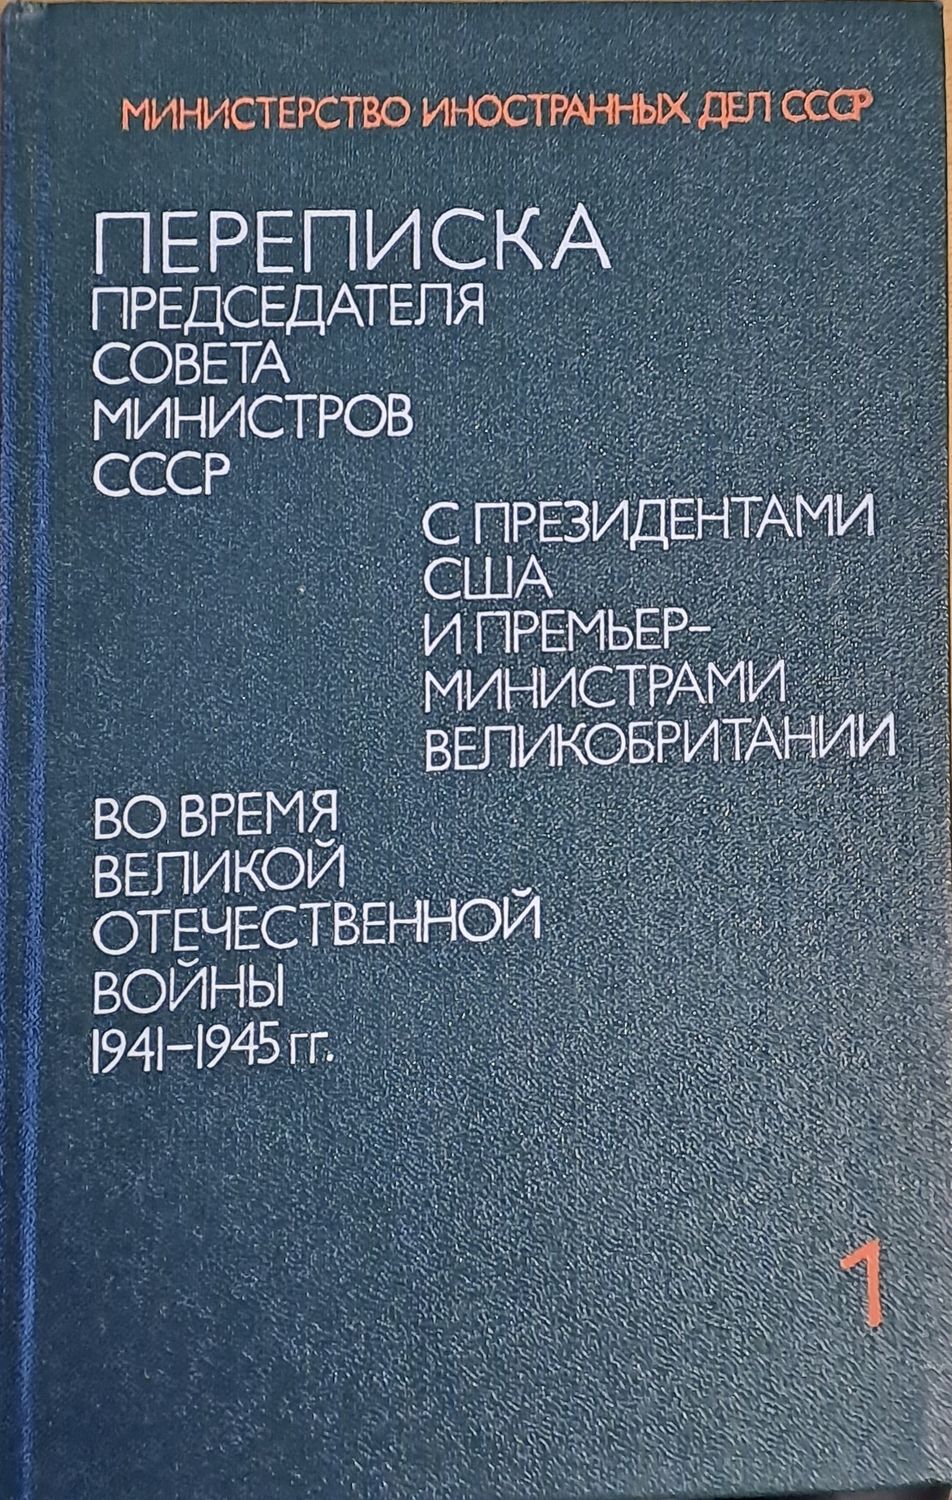 МИНИСТЕРСТВО ИНОСТРАННЫХ ДЕЛ СССР
ПЕРЕПИСКА
ПРЕДСЕДАТЕЛЯ
СОВЕТА
МИНИСТРОВ
СССР
С ПРЕЗИДЕНТАМИ
США
И ПРЕМЬЕР-
МИНИСТРАМИ
ВЕЛИКОБРИТАНИИ
ВО ВРЕМЯ
ВЕЛИКОЙ
ОТЕЧЕСТВЕННОЙ
ВОЙНЫ
1941–1945 гг.
1